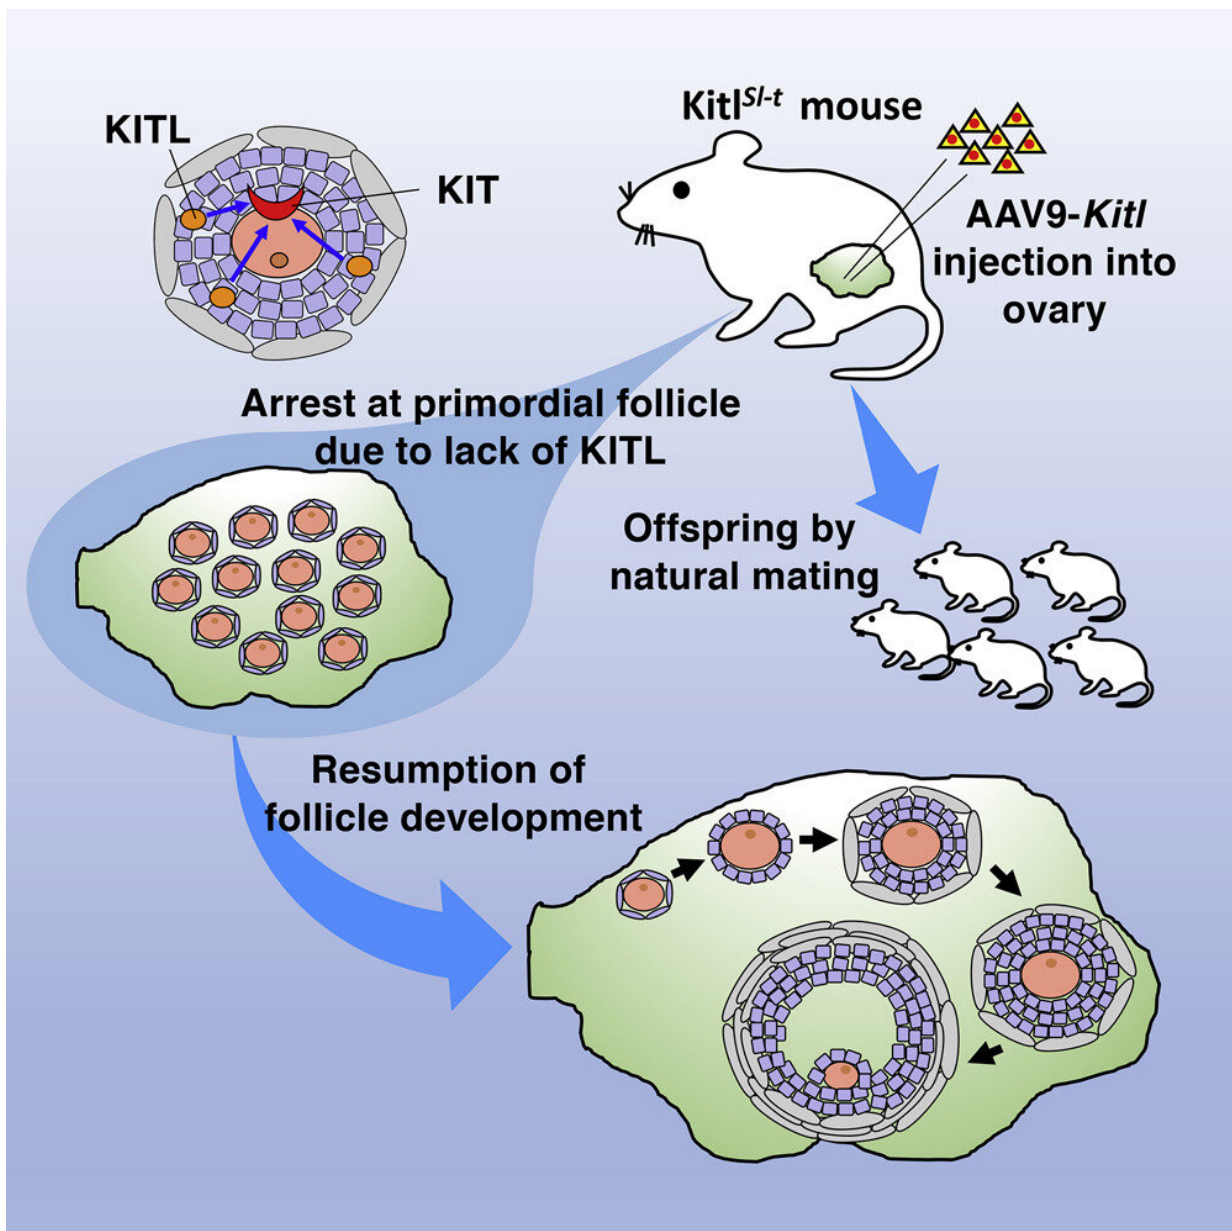 KITL
KIT
Kitl^Sl-t mouse
AAV9-Kitl
injection into
ovary
Arrest at primordial follicle
due to lack of KITL
Offspring by
natural mating
Resumption of
follicle development